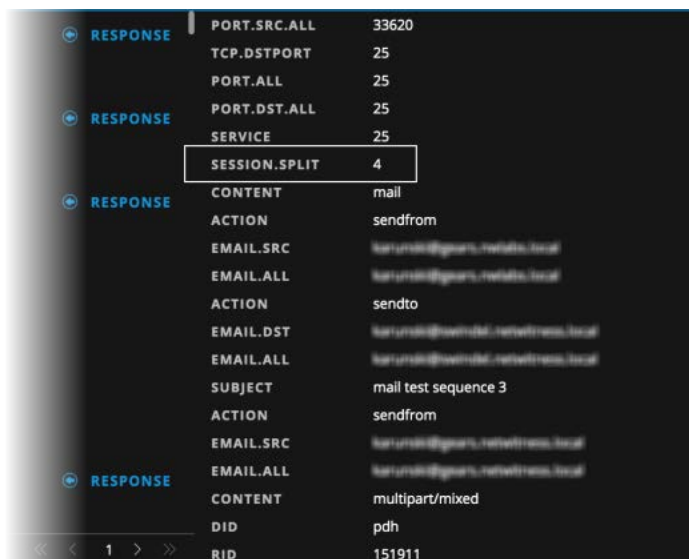 RESPONSE
RESPONSE
RESPONSE
RESPONSE
1
PORT.SRC.ALL 33620
TCP.DSTPORT 25
PORT.ALL 25
PORT.DST.ALL 25
SERVICE 25
SESSION.SPLIT 4
CONTENT mail
ACTION sendfrom
EMAIL.SRC
EMAIL.ALL
ACTION sendto
EMAIL.DST
EMAIL.ALL
SUBJECT mail test sequence 3
ACTION sendfrom
EMAIL.SRC
EMAIL.ALL
CONTENT multipart/mixed
DID pdh
RID 151911